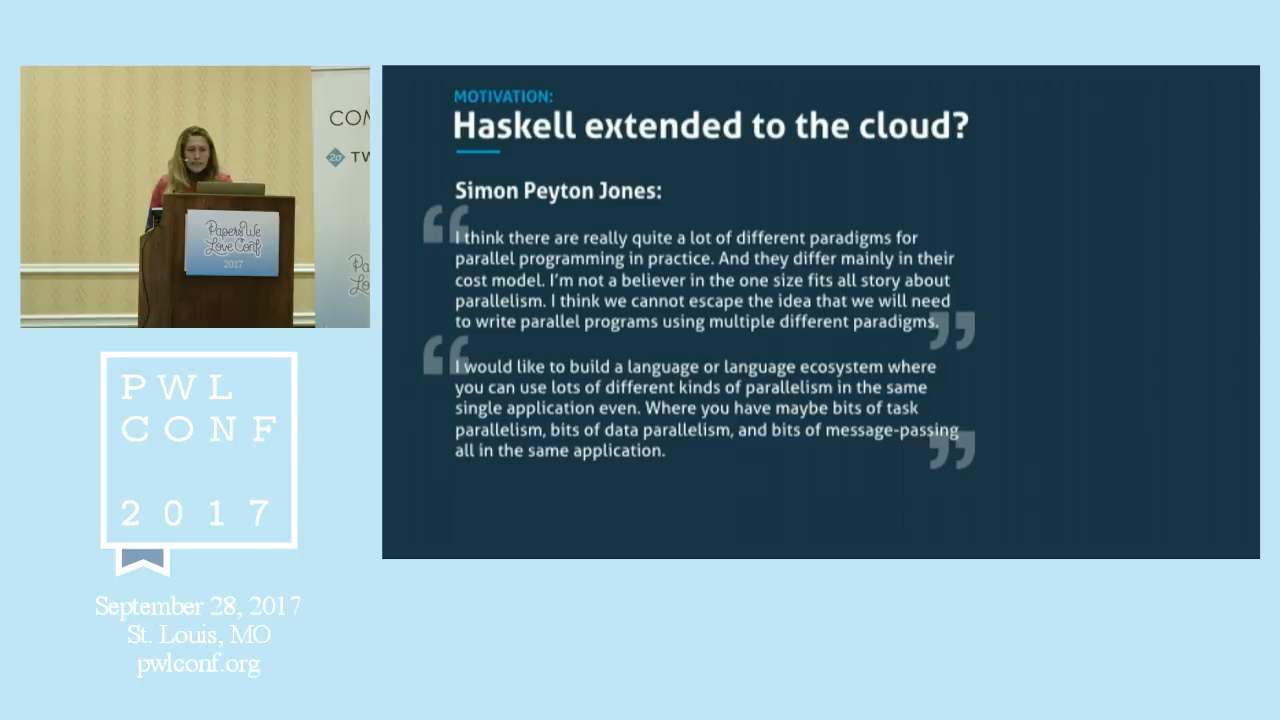 COM
TW
Papers We
Love Conf
2017
Pa
Lo
PWL
CONF
2017
September 28, 2017
St. Louis, MO
pwlconf.org
MOTIVATION:
Haskell extended to the cloud?
Simon Peyton Jones:
“I think there are really quite a lot of different paradigms for
parallel programming in practice. And they differ mainly in their
cost model. I’m not a believer in the one size fits all story about
parallelism. I think we cannot escape the idea that we will need
to write parallel programs using multiple different paradigms.”
“I would like to build a language or language ecosystem where
you can use lots of different kinds of parallelism in the same
single application even. Where you have maybe bits of task
parallelism, bits of data parallelism, and bits of message-passing
all in the same application.”